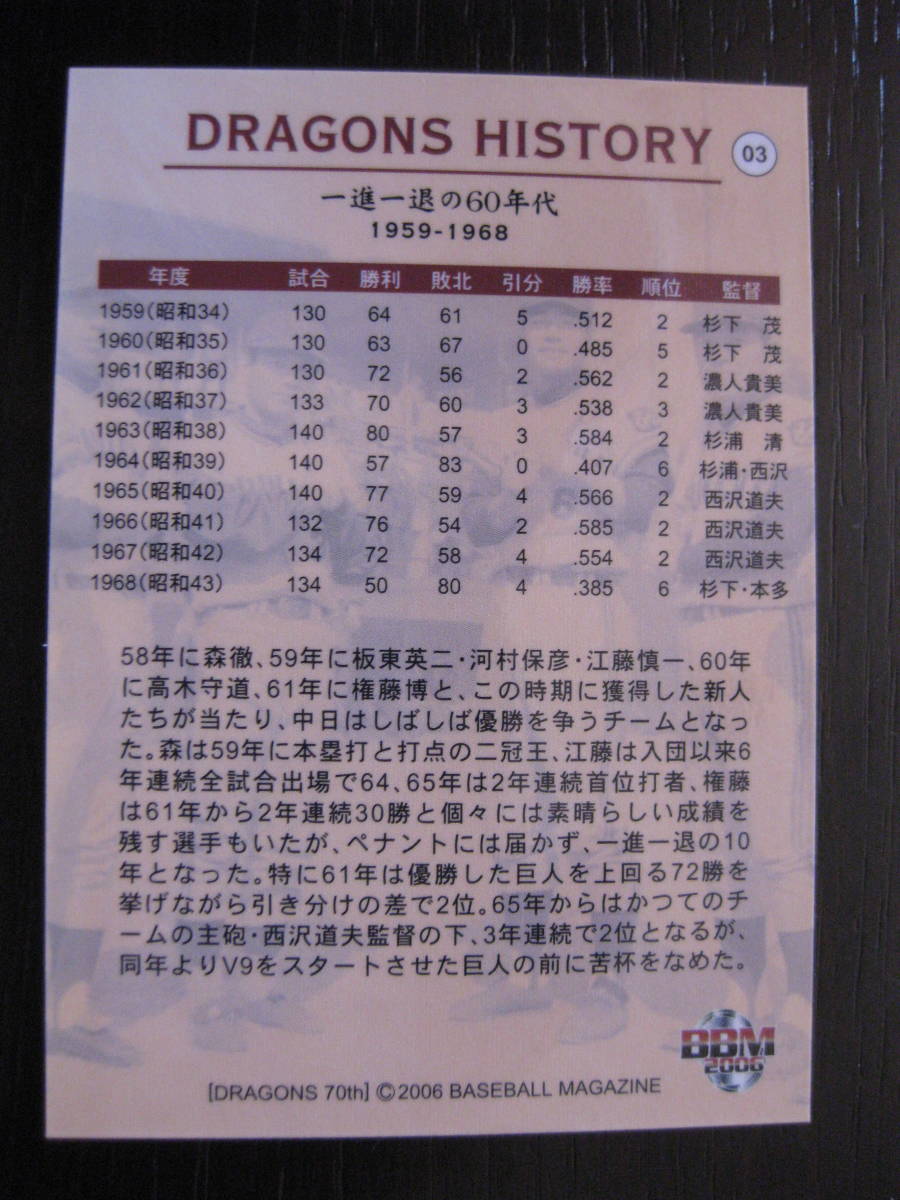 DRAGONS HISTORY 03
一進一退の60年代
1959-1968
年度 試合 勝利 敗北 引分 勝率 順位 監督
1959(昭和34) 130 64 61 5 .512 2 杉下 茂
1960(昭和35) 130 63 67 0 .485 5 杉下 茂
1961(昭和36) 130 72 56 2 .562 2 濃人貴美
1962(昭和37) 133 70 60 3 .538 3 濃人貴美
1963(昭和38) 140 80 57 3 .584 2 杉浦 清
1964(昭和39) 140 57 83 0 .407 6 杉浦・西沢
1965(昭和40) 140 77 59 4 .566 2 西沢道夫
1966(昭和41) 132 76 54 2 .585 2 西沢道夫
1967(昭和42) 134 72 58 4 .554 2 西沢道夫
1968(昭和43) 134 50 80 4 .385 6 杉下・本多
58年に森徹、59年に板東英二・河村保彦・江藤慎一、60年
に高木守道、61年に権藤博と、この時期に獲得した新人
たちが当たり、中日はしばしば優勝を争うチームとなっ
た。森は59年に本塁打と打点の二冠王、江藤は入団以来6
年連続全試合出場で64、65年は2年連続首位打者、権藤
は61年から2年連続30勝と個々には素晴らしい成績を
残す選手もいたが、ペナントには届かず、一進一退の10
年となった。特に61年は優勝した巨人を上回る72勝を
挙げながら引き分けの差で2位。65年からはかつてのチ
ームの主砲・西沢道夫監督の下、3年連続で2位となるが、
同年よりV9をスタートさせた巨人の前に苦杯をなめた。
BBM
2006
[DRAGONS 70th] ©2006 BASEBALL MAGAZINE